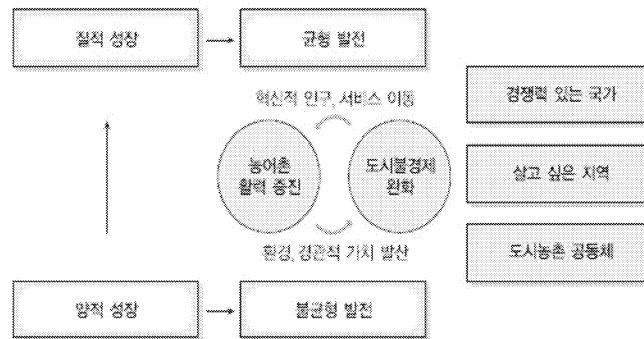 질적 성장
균형 발전
혁신적 인구, 서비스 이동
경쟁력 있는 국가
농어촌
활력 증진
도시불경제
완화
살고 싶은 지역
환경, 경관적 가치 발산
도시농촌 공동체
양적 성장
불균형 발전